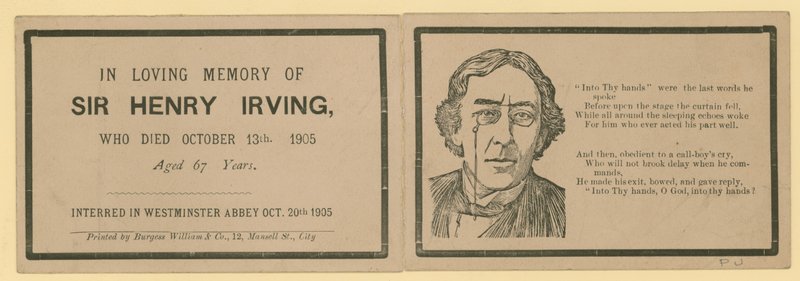 IN LOVING MEMORY OF
SIR HENRY IRVING,
WHO DIED OCTOBER 13th. 1905
Aged 67 Years.
INTERRED IN WESTMINSTER ABBEY OCT. 20th 1905
Printed by Burgess William & Co., 12, Mansell St., City
"Into Thy hands" were the last words he
spoke
Before upon the stage the curtain fell,
While all around the sleeping echoes woke
For him who ever acted his part well.
And then, obedient to a call-boy's cry,
Who will not brook delay when he com-
mands,
He made his exit, bowed, and gave reply,
"Into Thy hands, O God, into thy hands?
P J